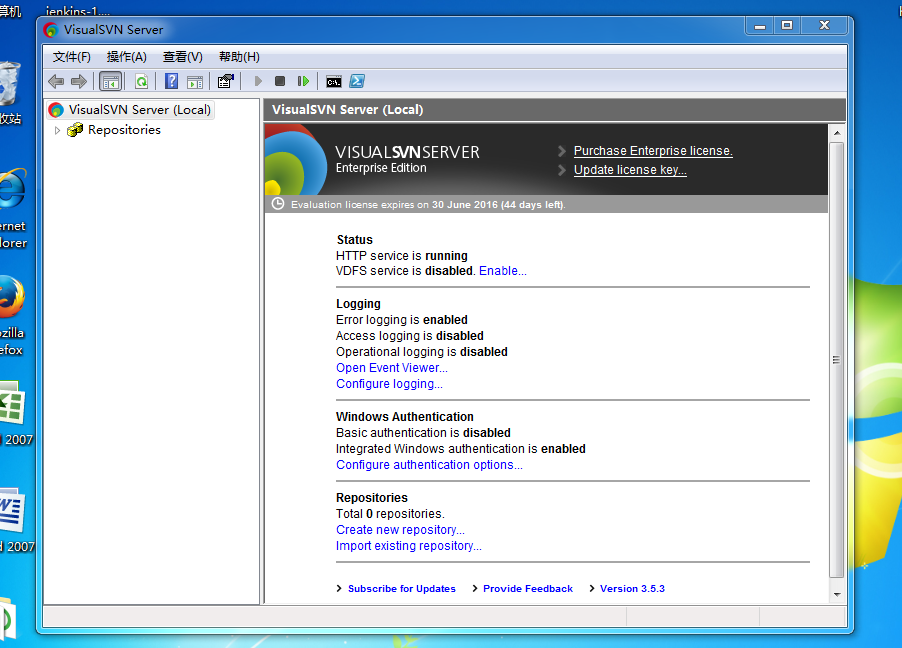 jenkins-1....
VisualSVN Server
文件(F) 操作(A) 查看(V) 帮助(H)
C:\
VisualSVN Server (Local)
Repositories
VisualSVN Server (Local)
VISUALSVNSERVER
Enterprise Edition
Purchase Enterprise license.
Update license key...
Evaluation license expires on 30 June 2016 (44 days left).
Status
HTTP service is running
VDFS service is disabled. Enable...
Logging
Error logging is enabled
Access logging is disabled
Operational logging is disabled
Open Event Viewer...
Configure logging...
Windows Authentication
Basic authentication is disabled
Integrated Windows authentication is enabled
Configure authentication options...
Repositories
Total 0 repositories.
Create new repository...
Import existing repository...
Subscribe for Updates Provide Feedback Version 3.5.3
算机
收站
ernet
lorer
ozilla
efox
2007
d 2007